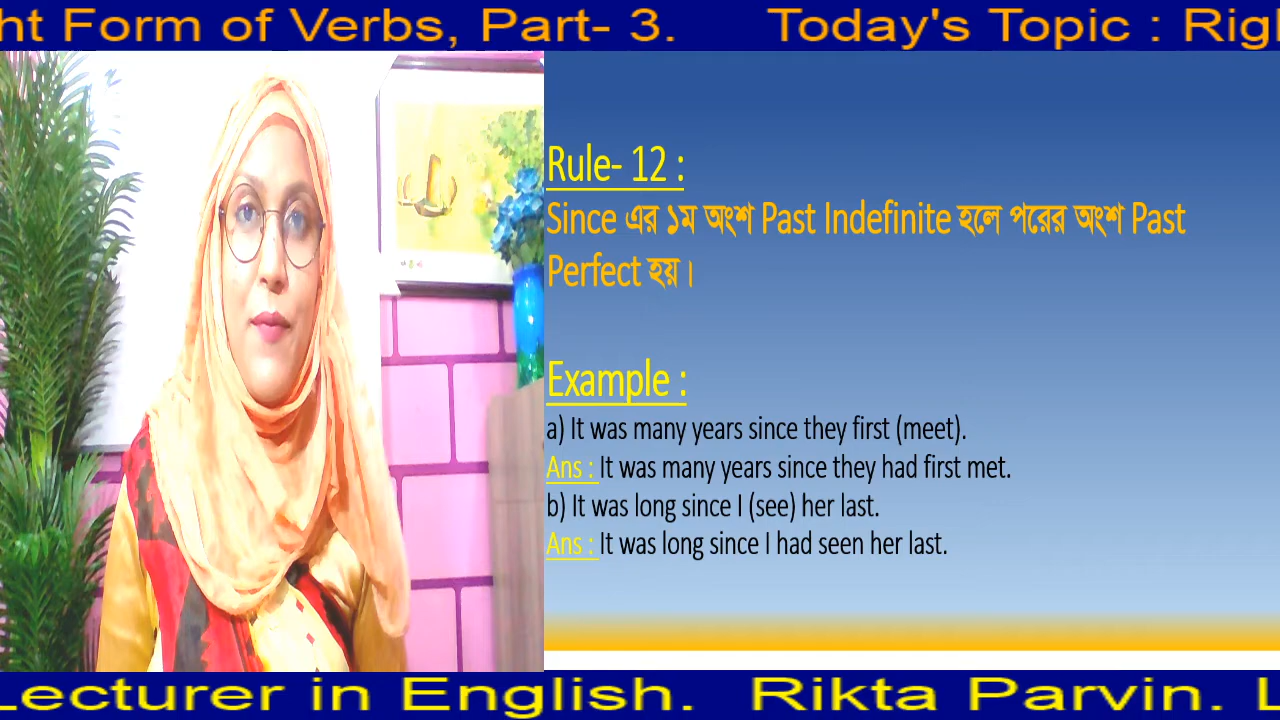 ht Form of Verbs, Part- 3. Today's Topic : Rig
Rule- 12 :
Since এর ১ম অংশ Past Indefinite হলে পরের অংশ Past
Perfect হয়।
Example :
a) It was many years since they first (meet).
Ans : It was many years since they had first met.
b) It was long since I (see) her last.
Ans : It was long since I had seen her last.
Lecturer in English. Rikta Parvin. L